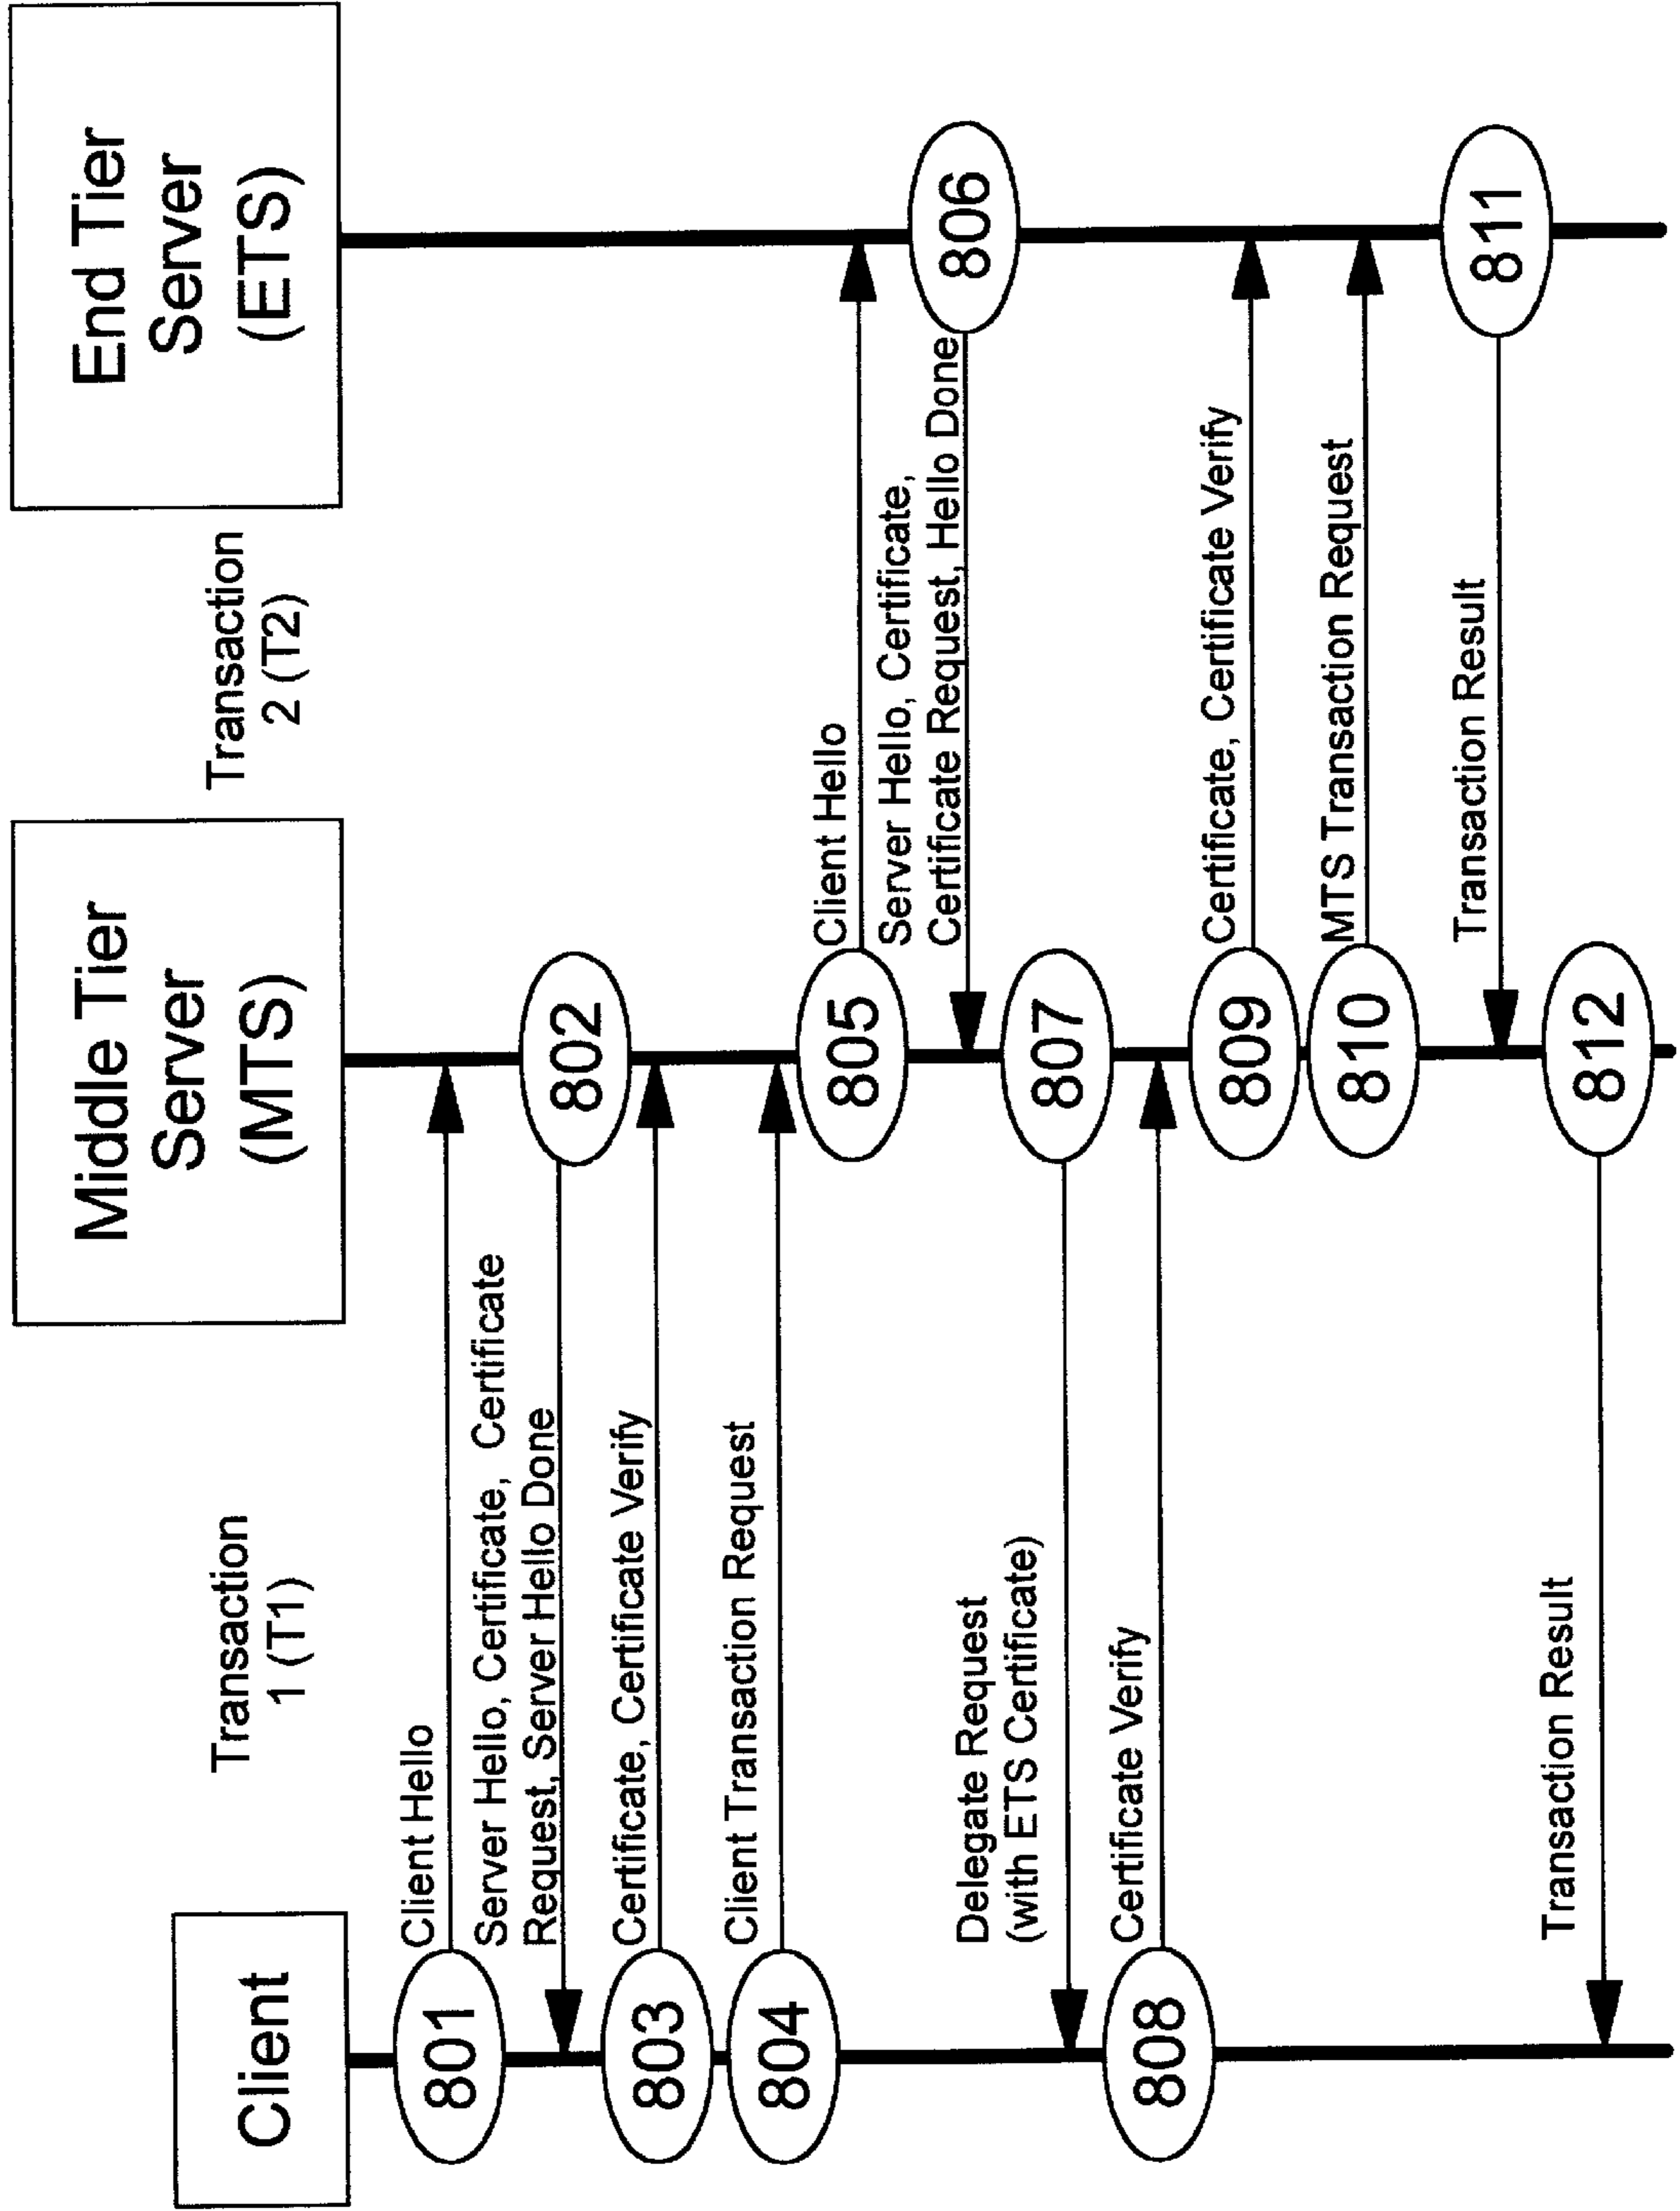 Client
Middle Tier
Server
(MTS)
End Tier
Server
(ETS)
Transaction
1 (T1)
Transaction
2 (T2)
801
Client Hello
802
Server Hello, Certificate, Certificate
Request, Server Hello Done
803
Certificate, Certificate Verify
804
Client Transaction Request
805
Client Hello
806
Server Hello, Certificate,
Certificate Request, Hello Done
807
Delegate Request
(with ETS Certificate)
808
Certificate Verify
809
Certificate, Certificate Verify
810
MTS Transaction Request
811
Transaction Result
812
Transaction Result